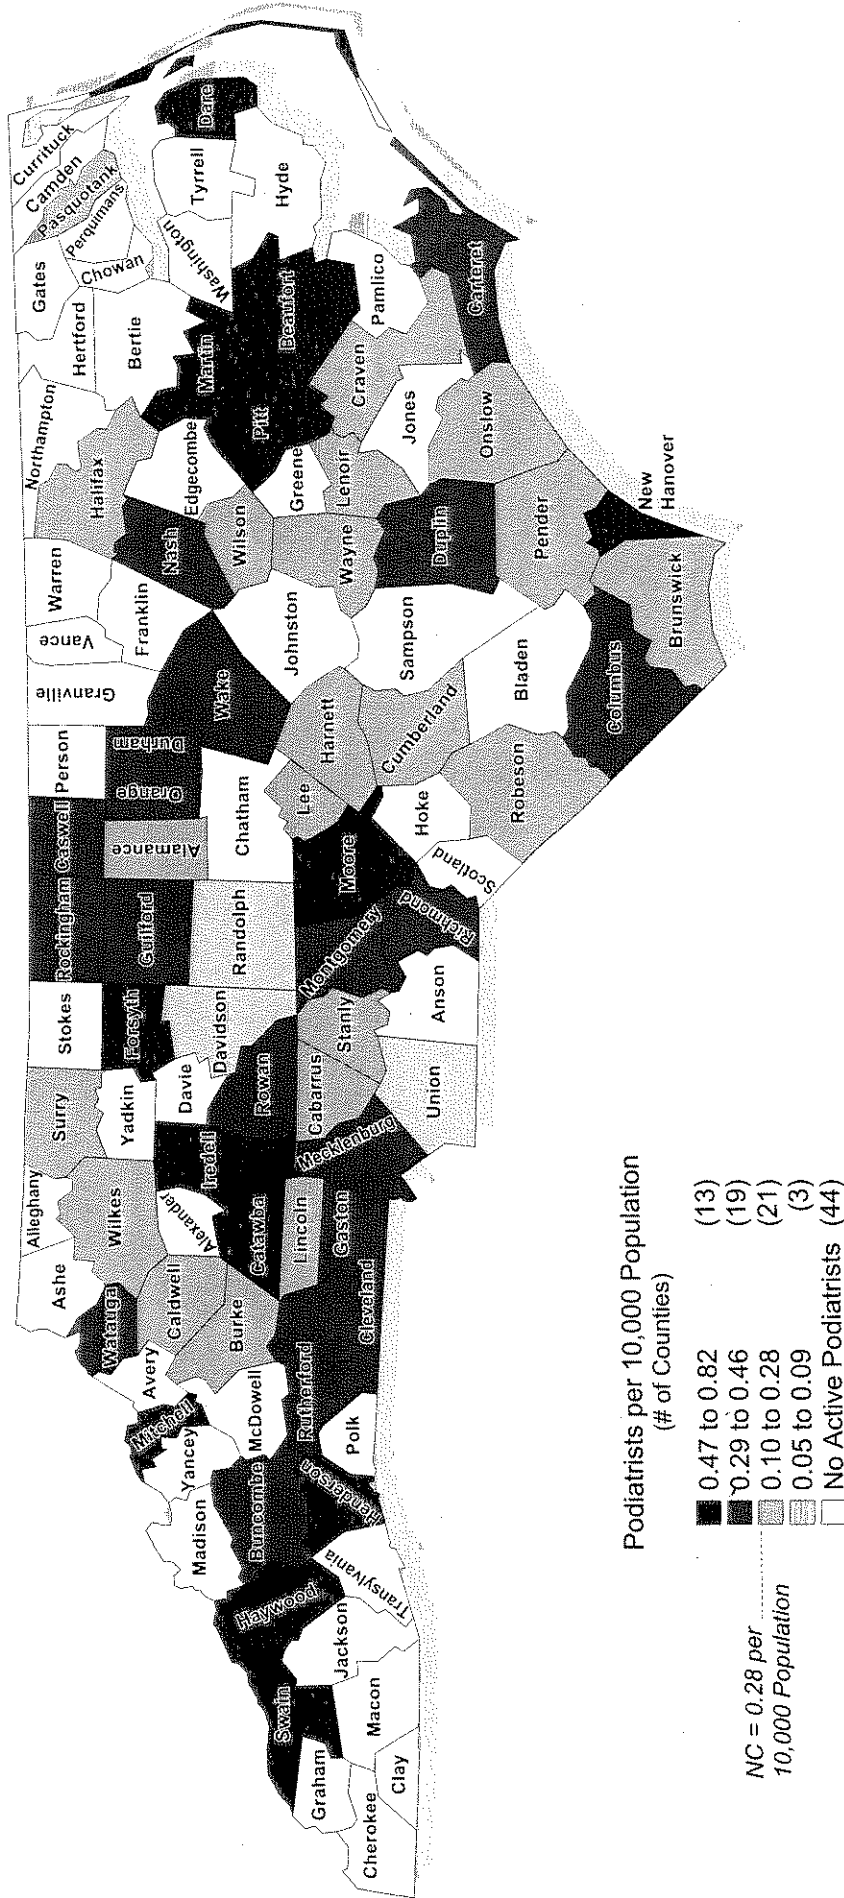 Cherokee
Graham
Clay
Macon
Swain
Jackson
Haywood
Transylvania
Madison
Buncombe
Henderson
Yancey
Mitchell
McDowell
Polk
Rutherford
Avery
Watauga
Caldwell
Burke
Cleveland
Ashe
Alleghany
Wilkes
Alexander
Catawba
Lincoln
Gaston
Surry
Yadkin
Iredell
Mecklenburg
Davie
Rowan
Cabarrus
Union
Stokes
Forsyth
Davidson
Stanly
Anson
Rockingham
Guilford
Randolph
Montgomery
Richmond
Caswell
Alamance
Chatham
Moore
Scotland
Hoke
Lee
Person
Orange
Durham
Harnett
Cumberland
Robeson
Granville
Wake
Vance
Franklin
Warren
Johnston
Sampson
Bladen
Columbus
Brunswick
Northampton
Halifax
Nash
Edgecombe
Wilson
Wayne
Greene
Lenoir
Duplin
Pender
New
Hanover
Hertford
Bertie
Martin
Pitt
Beaufort
Craven
Jones
Onslow
Pamlico
Carteret
Gates
Chowan
Perquimans
Pasquotank
Camden
Currituck
Washington
Tyrrell
Dare
Hyde
Podiatrists per 10,000 Population
(# of Counties)
0.47 to 0.82 (13)
0.29 to 0.46 (19)
0.10 to 0.28 (21)
0.05 to 0.09 (3)
No Active Podiatrists (44)
NC = 0.28 per
10,000 Population